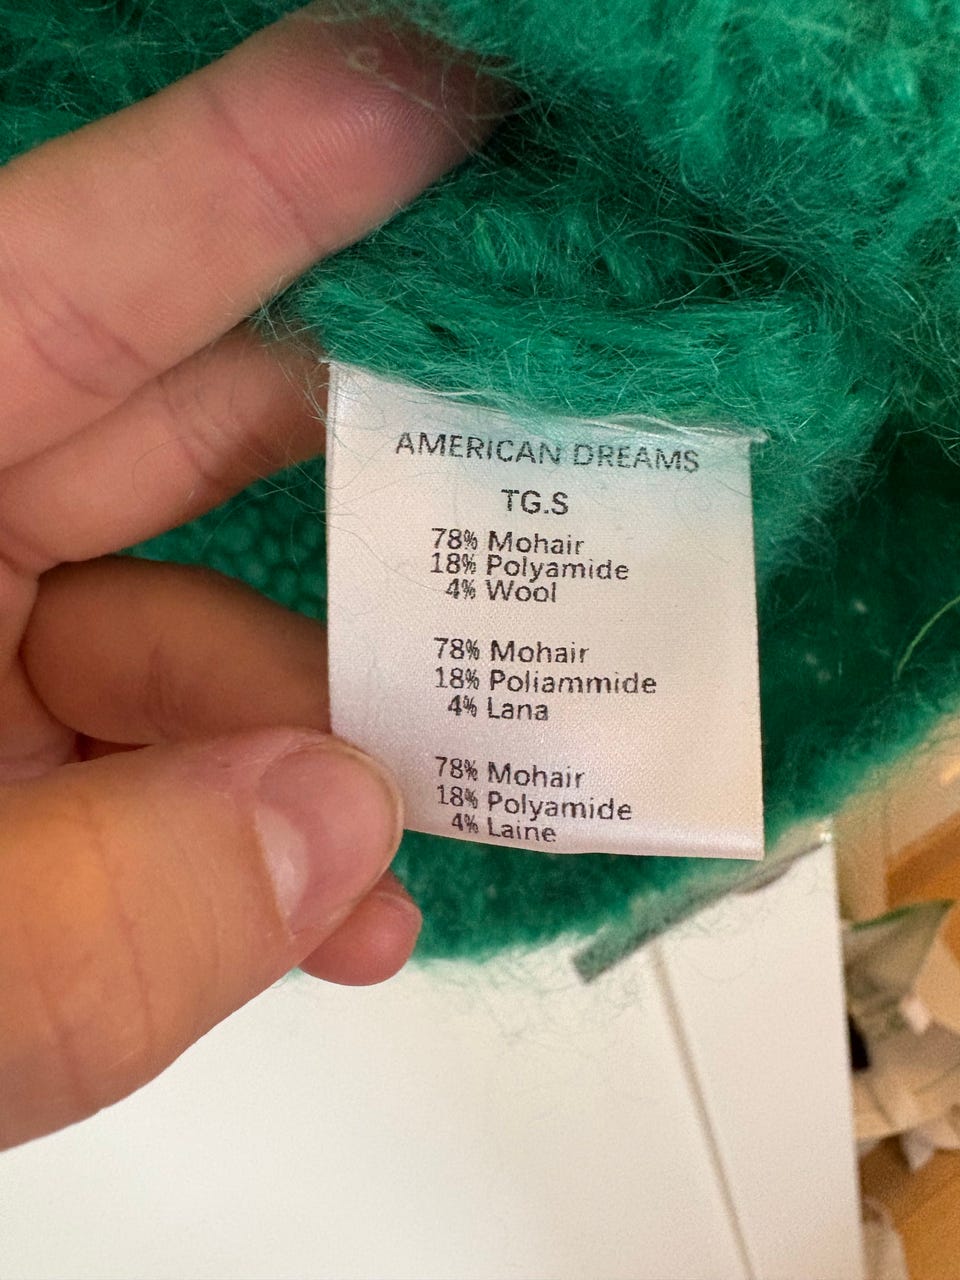 AMERICAN DREAMS
TG.S
78% Mohair
18% Polyamide
4% Wool
78% Mohair
18% Poliammide
4% Lana
78% Mohair
18% Polyamide
4% Laine